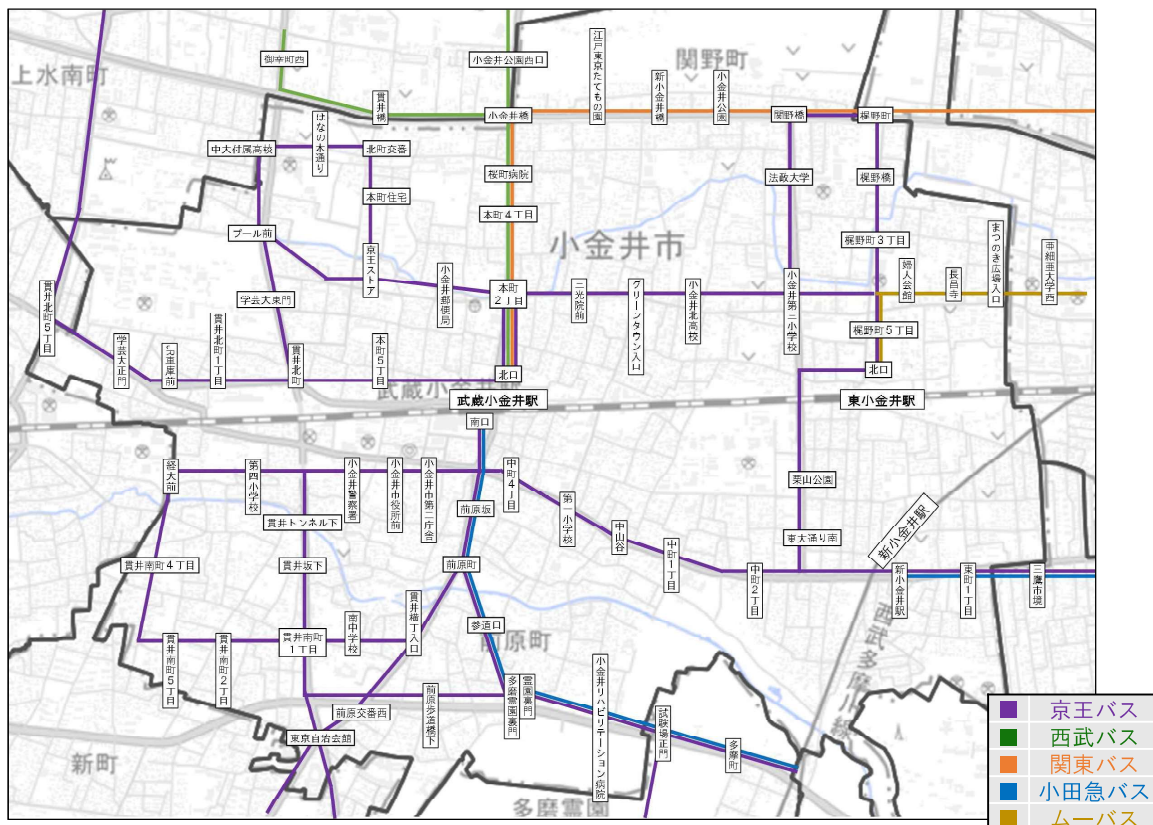 御幸町西
小金井公園西口
江戸東京たてもの園
関野町
上水南町
貫井橋
小金井橋
新小金井橋
小金井公園
関野橋
梶野町
はなの木通り
中大付属高校
北町交番
桜町病院
法政大学
梶野橋
本町住宅
本町4丁目
小金井市
プール前
京王ストア
小金井郵便局
梶野町3丁目
婦人会館
長昌寺
まつのき広場入口
亜細亜大学西
学芸大東門
本町
2丁目
三光院前
グリーンタウン入口
小金井北高校
小金井第二小学校
貫井北町5丁目
学芸大正門
JR車庫前
貫井北町1丁目
貫井北町
本町5丁目
梶野町5丁目
北口
北口
武蔵小金井駅
武蔵小金井駅
東小金井駅
南口
経大前
第四小学校
小金井警察署
小金井市役所前
小金井市第二庁舎
中町4丁目
栗山公園
前原坂
第一小学校
貫井トンネル下
中山谷
東大通り南
新小金井駅
貫井南町4丁目
貫井坂下
前原町
中町1丁目
中町2丁目
新小金井駅
東町1丁目
三鷹市境
貫井南町5丁目
貫井南町2丁目
貫井南町
1丁目
南中学校
貫井横丁入口
参道口
前原町
西武多摩川線
前原交番西
前原歩道橋下
多磨霊園裏門
霊園裏門
小金井リハビリテーション病院
試験場正門
多摩町
東京自治会館
新町
多磨霊園
京王バス
西武バス
関東バス
小田急バス
ムーバス